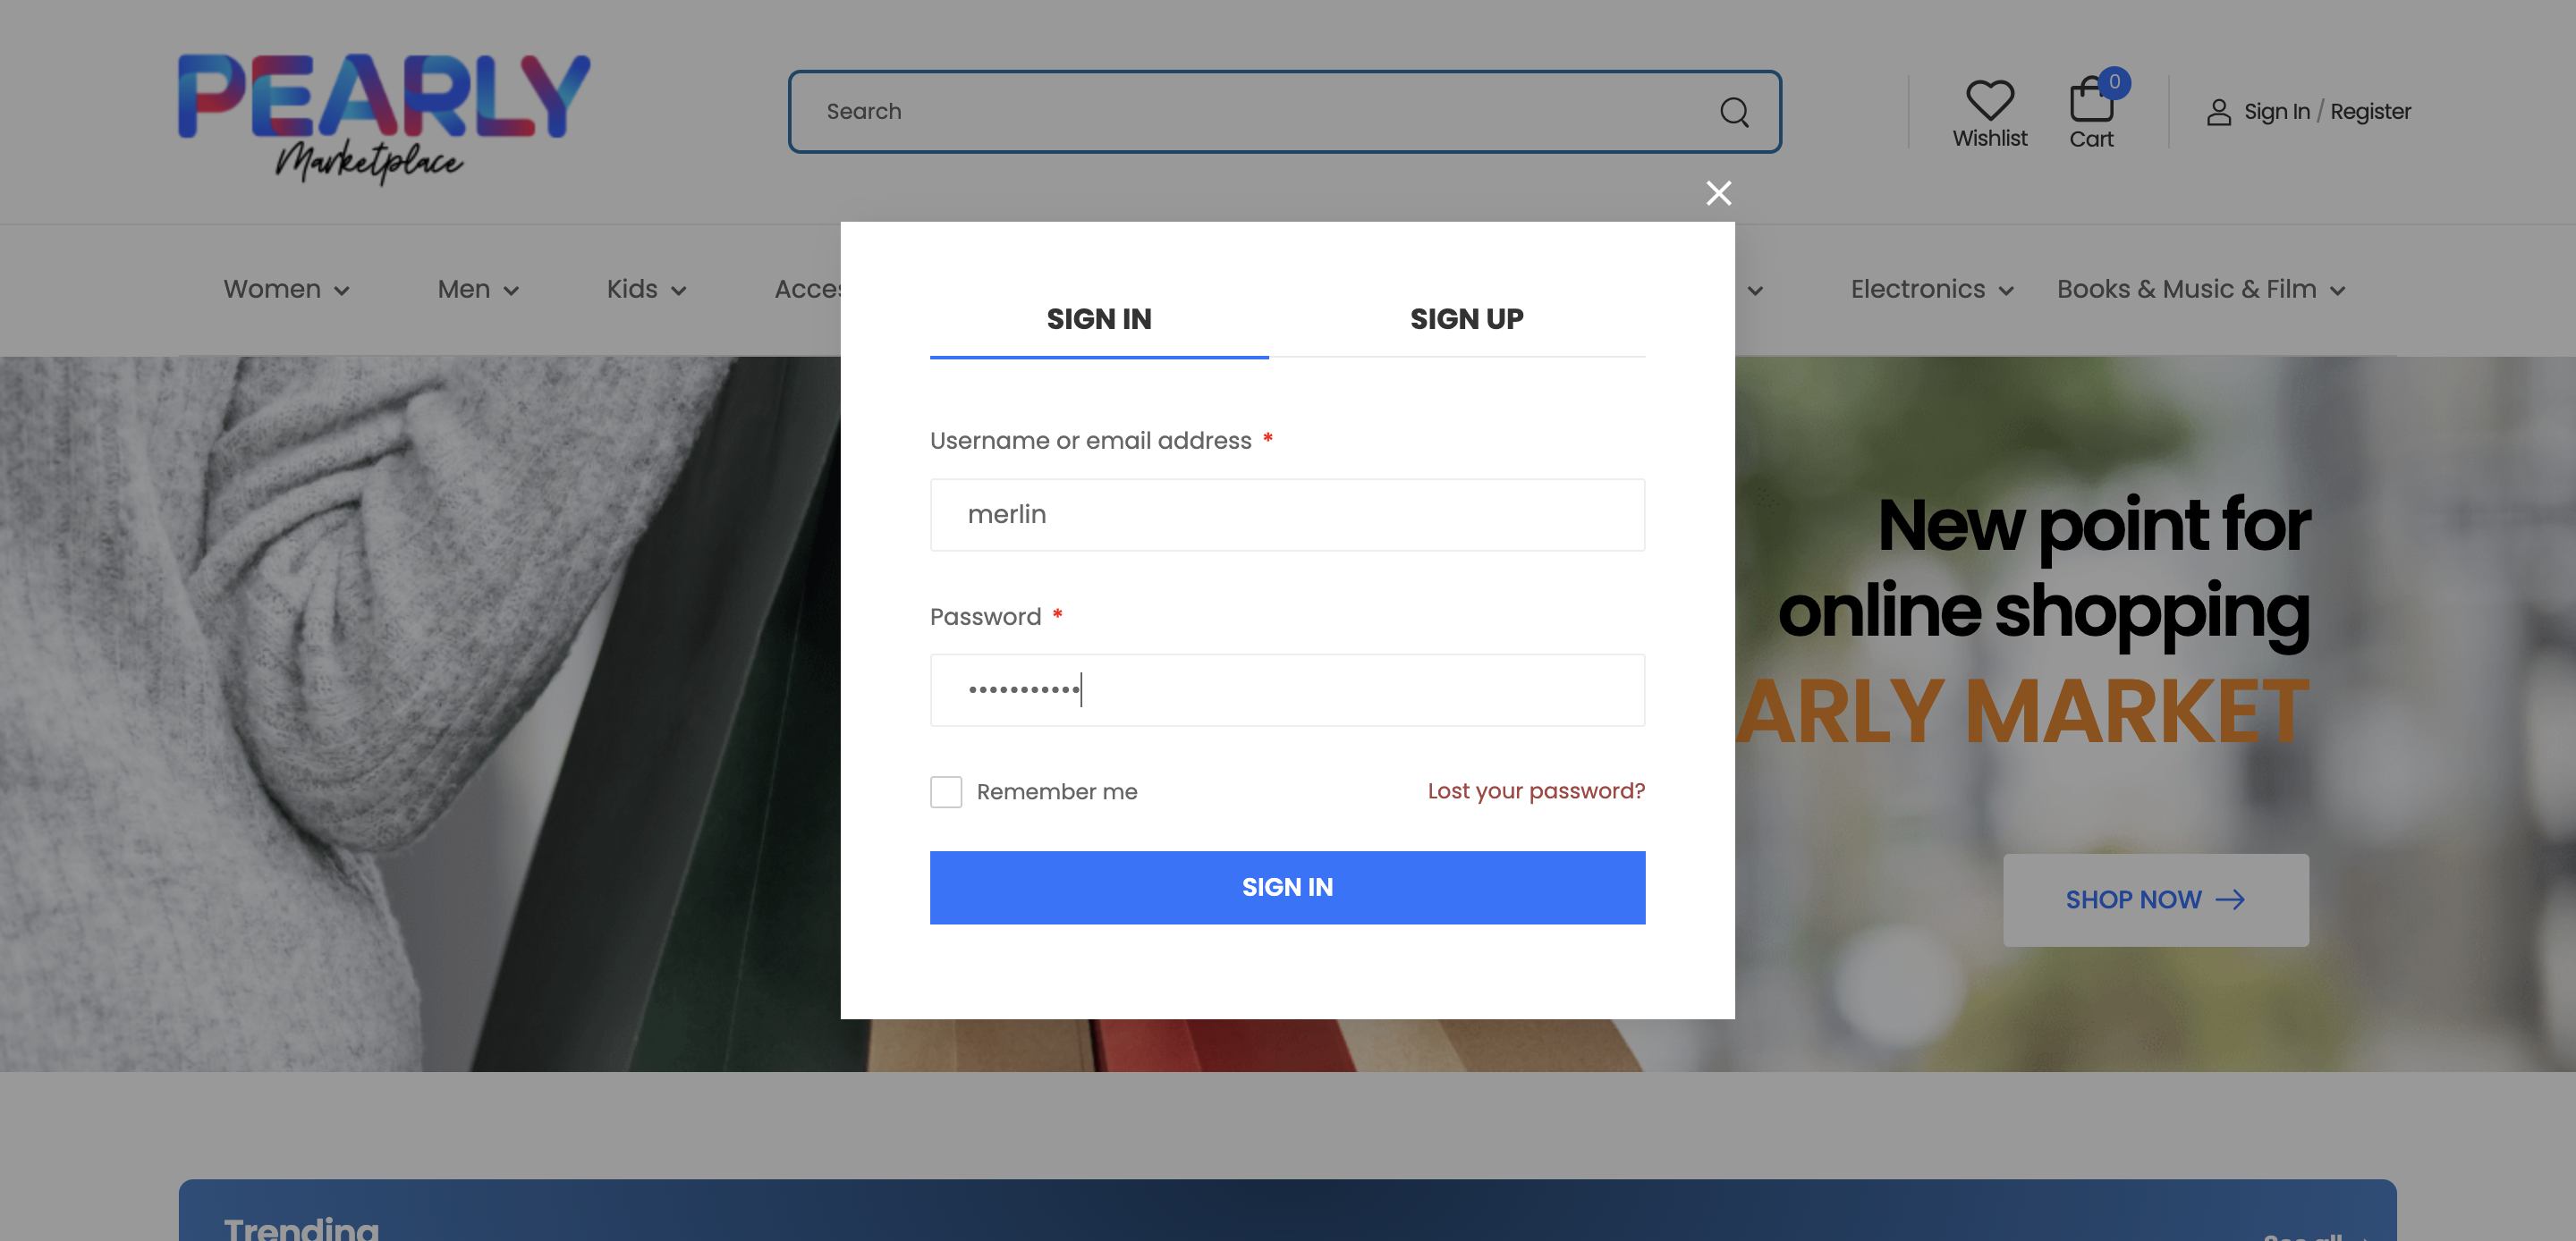 PEARLY
Marketplace
Search
Wishlist
0
Cart
Sign In / Register
Women
Men
Kids
Electronics
Books & Music & Film
SIGN IN
SIGN UP
Username or email address *
merlin
Password *
•••••••••••
Remember me
Lost your password?
SIGN IN
New point for
online shopping
ARLY MARKET
SHOP NOW
Trending
See all